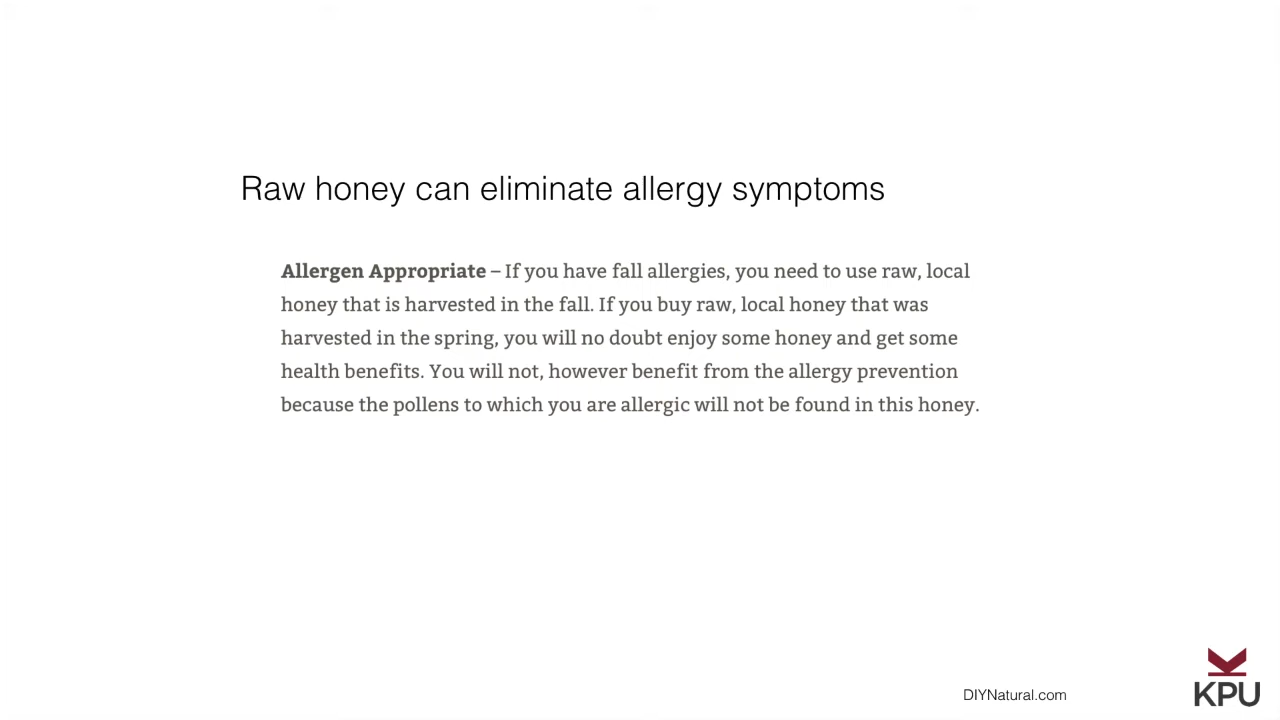 Raw honey can eliminate allergy symptoms
Allergen Appropriate – If you have fall allergies, you need to use raw, local
honey that is harvested in the fall. If you buy raw, local honey that was
harvested in the spring, you will no doubt enjoy some honey and get some
health benefits. You will not, however benefit from the allergy prevention
because the pollens to which you are allergic will not be found in this honey.
DIYNatural.com
KPU